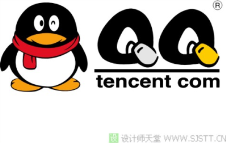 QQ ®
tencent com
设计师天堂 WWW.SJSTT.CN